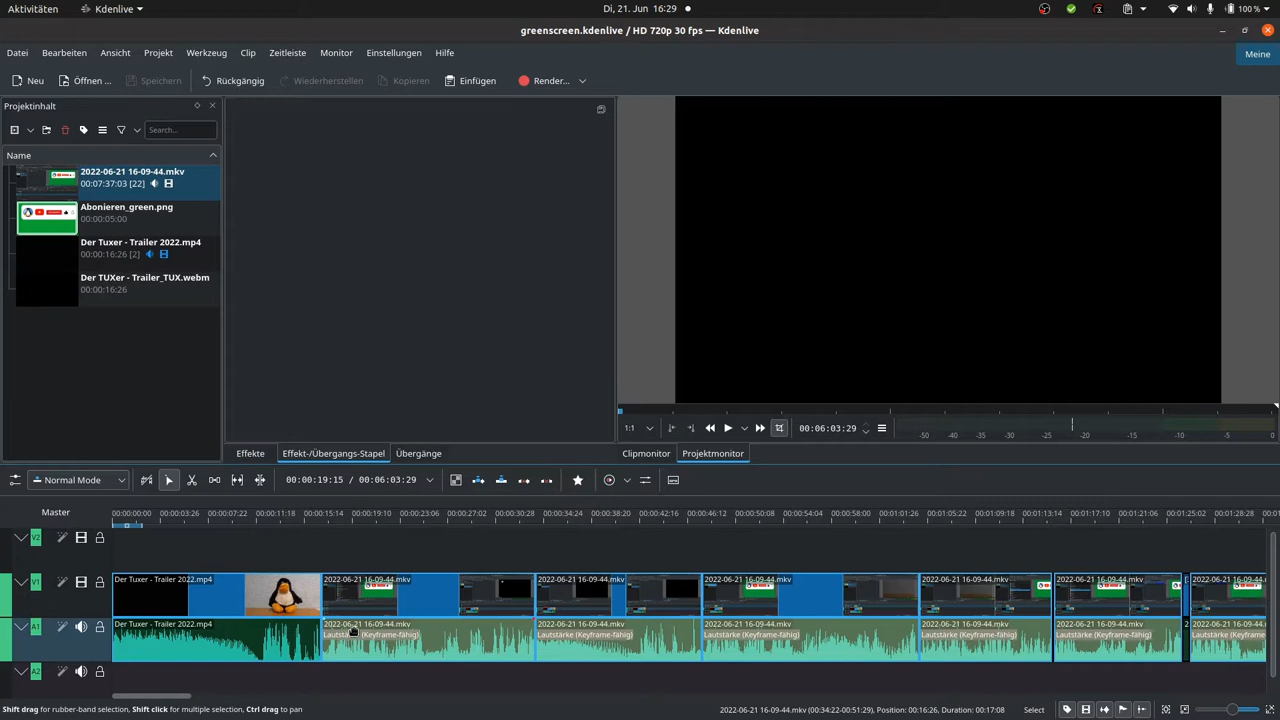 Aktivitäten
Kdenlive
Di, 21. Jun 16:29
100 %
greenscreen.kdenlive / HD 720p 30 fps — Kdenlive
Datei Bearbeiten Ansicht Projekt Werkzeug Clip Zeitleiste Monitor Einstellungen Hilfe
Meine
Neu Öffnen ... Speichern Rückgängig Wiederherstellen Kopieren Einfügen Render...
Projektinhalt
Search...
Name
2022-06-21 16-09-44.mkv
00:07:37:03 [22]
Abonieren_green.png
00:00:05:00
Der Tuxer - Trailer 2022.mp4
00:00:16:26 [2]
Der TUXer - Trailer_TUX.webm
00:00:16:26
1:1
00:06:03:29
-50 -40 -35 -30 -25 -20 -15 -10 -5 0
Effekte Effekt-/Übergangs-Stapel Übergänge Clipmonitor Projektmonitor
Normal Mode
00:00:19:15 / 00:06:03:29
Master
00:00:00:00 00:00:03:26 00:00:07:22 00:00:11:18 00:00:15:14 00:00:19:10 00:00:23:06 00:00:27:02 00:00:30:28 00:00:34:24 00:00:38:20 00:00:42:16 00:00:46:12 00:00:50:08 00:00:54:04 00:00:58:00 00:01:01:26 00:01:05:22 00:01:09:18 00:01:13:14 00:01:17:10 00:01:21:06 00:01:25:02 00:01:28:28
V2
V1
Der Tuxer - Trailer 2022.mp4 2022-06-21 16-09-44.mkv 2022-06-21 16-09-44.mkv 2022-06-21 16-09-44.mkv 2022-06-21 16-09-44.mkv 2022-06-21 16-09-44.mkv 2022-06-21 16-09-44.mkv
A1
Der Tuxer - Trailer 2022.mp4 2022-06-21 16-09-44.mkv 2022-06-21 16-09-44.mkv 2022-06-21 16-09-44.mkv 2022-06-21 16-09-44.mkv 2022-06-21 16-09-44.mkv 2 2022-06-21 16-09-44.mkv
Lautstärke (Keyframe-fähig) Lautstärke (Keyframe-fähig) Lautstärke (Keyframe-fähig) Lautstärke (Keyframe-fähig) Lautstärke (Keyframe-fähig) Lautstärke (Keyframe-fähig)
A2
Shift drag for rubber-band selection, Shift click for multiple selection, Ctrl drag to pan
2022-06-21 16-09-44.mkv (00:34:22-00:51:29), Position: 00:16:26, Duration: 00:17:08
Select